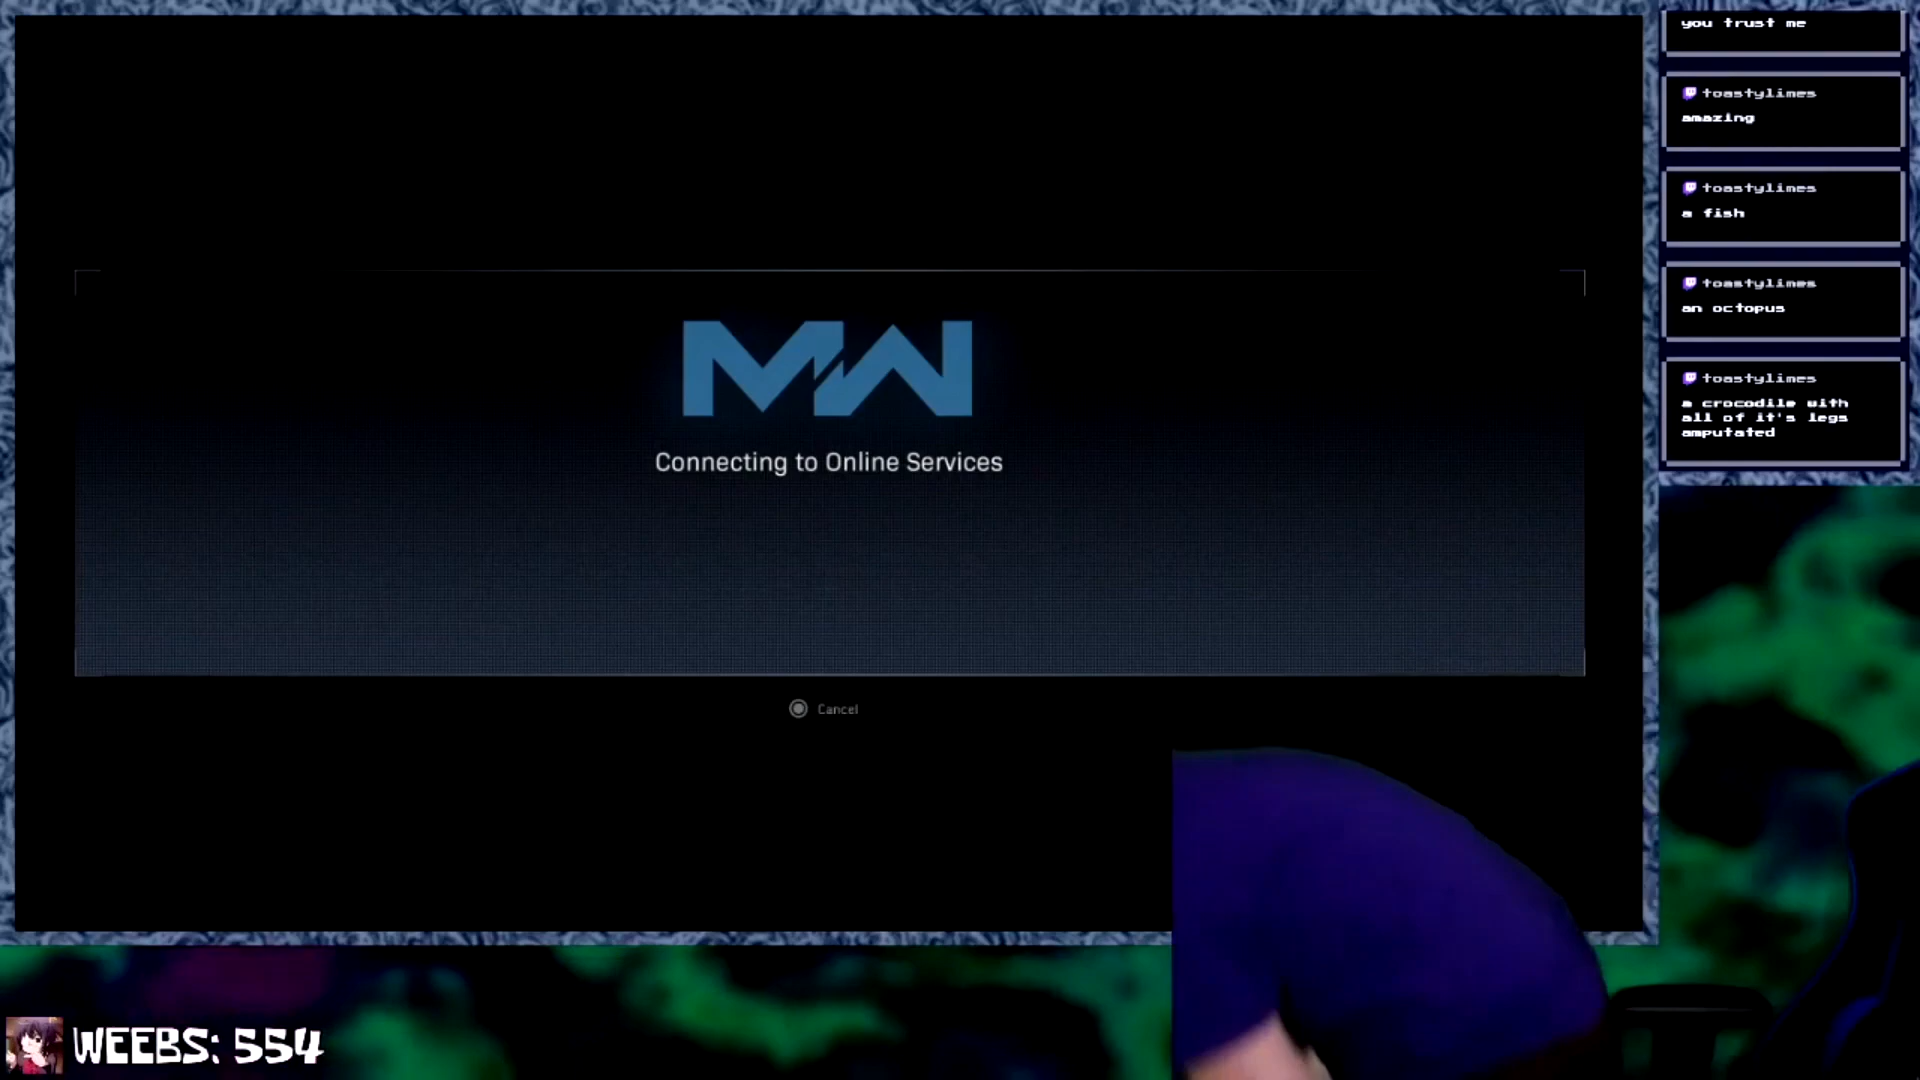 you trust me
toastylimes
amazing
toastylimes
a fish
toastylimes
an octopus
toastylimes
a crocodile with
all of it's legs
amputated
MW
Connecting to Online Services
Cancel
WEEBS: 554